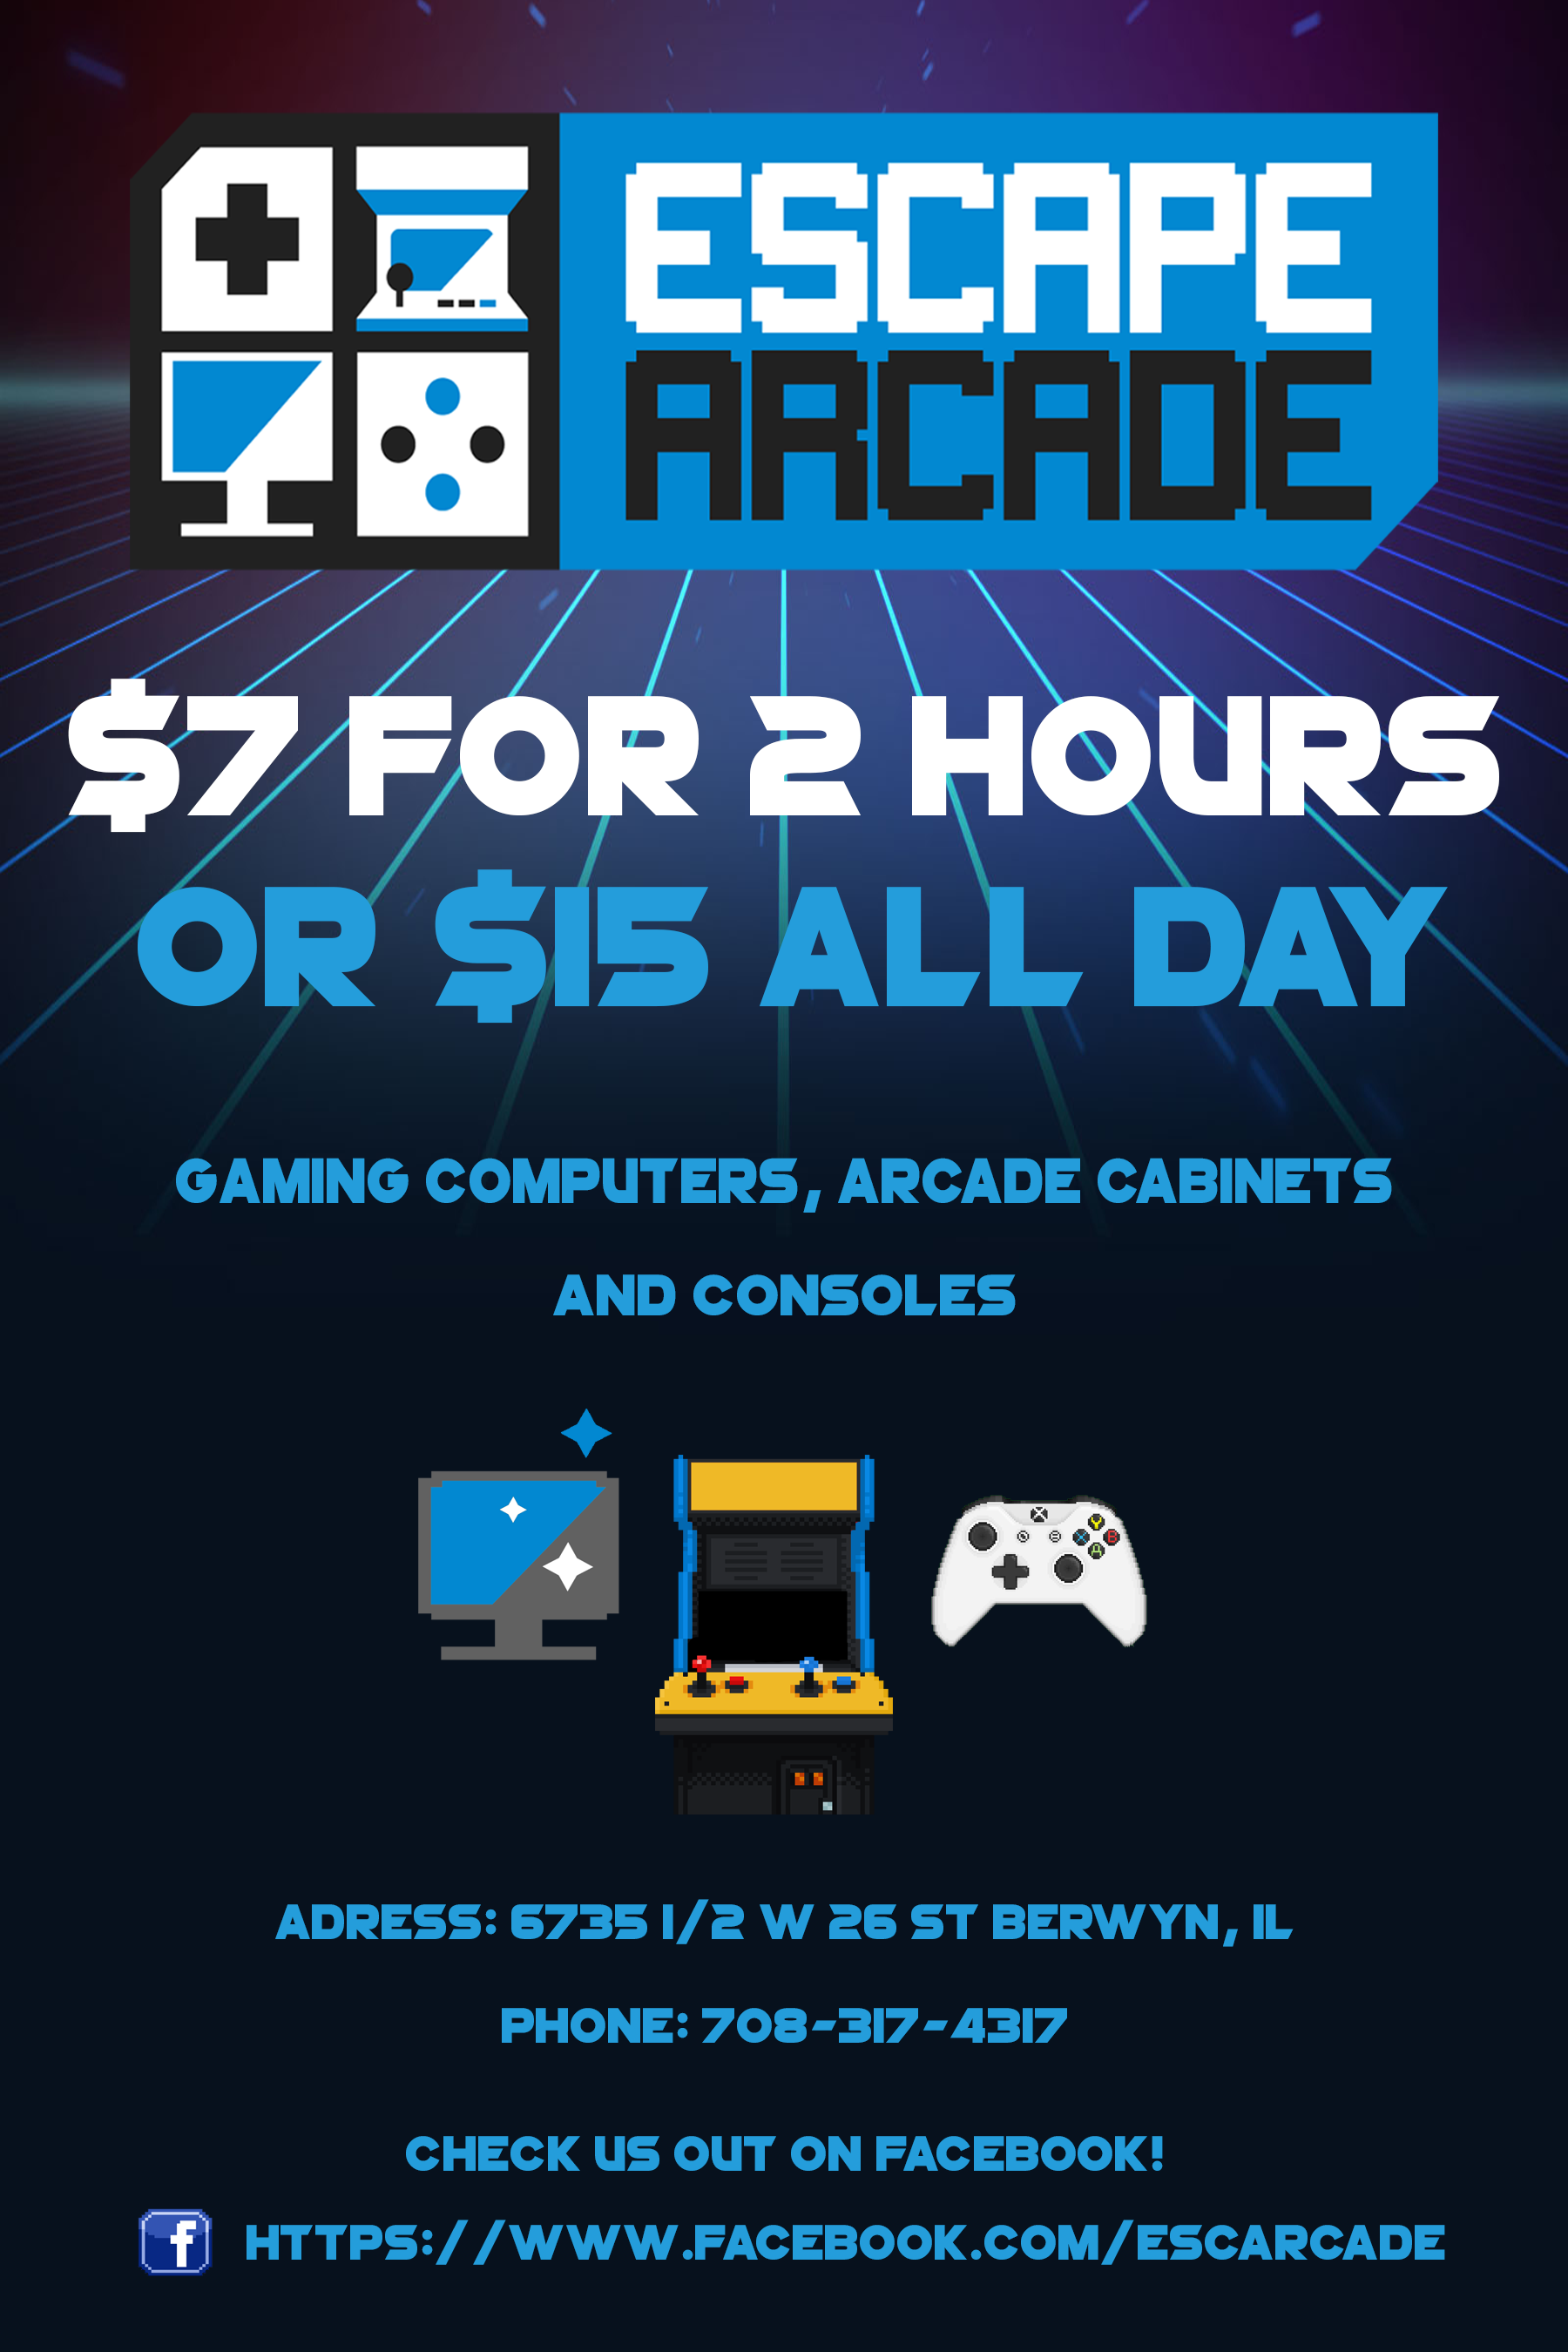 ESCAPE
ARCADE
$7 FOR 2 HOURS
OR $15 ALL DAY
GAMING COMPUTERS, ARCADE CABINETS
AND CONSOLES
Y
X B
A
ADRESS: 6735 1/2 W 26 ST BERWYN, IL
PHONE: 708-317-4317
CHECK US OUT ON FACEBOOK!
f HTTPS://WWW.FACEBOOK.COM/ESCARCADE